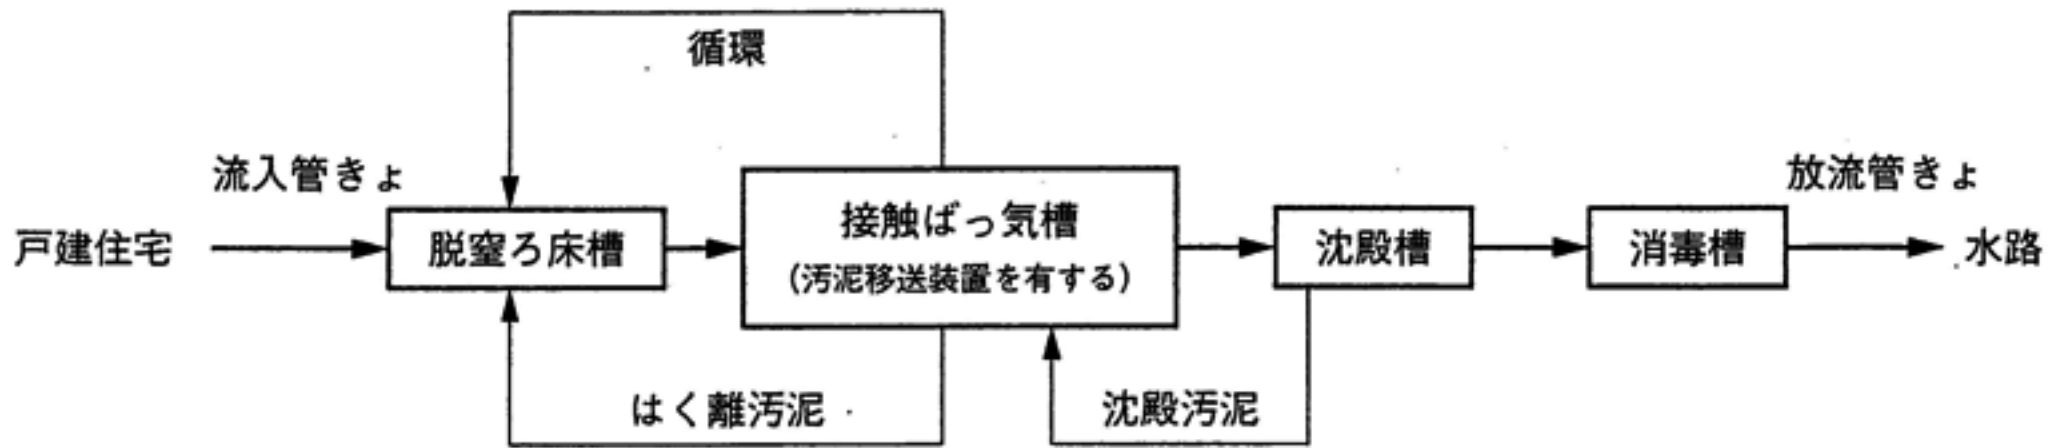 循環
流入管きょ
放流管きょ
戸建住宅
脱窒ろ床槽
接触ばっ気槽
(汚泥移送装置を有する)
沈殿槽
消毒槽
水路
はく離汚泥
沈殿汚泥